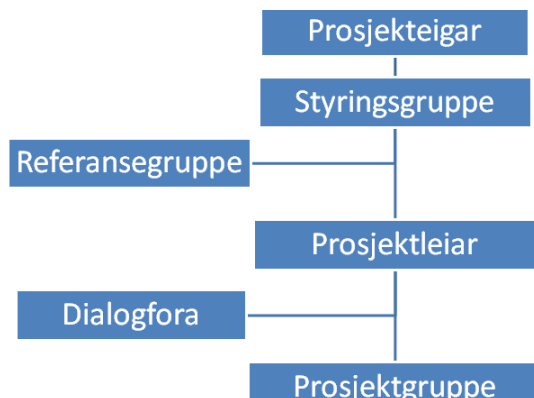 Prosjekteigar
Styringsgruppe
Referansegruppe
Prosjektleiar
Dialogfora
Prosjektgruppe